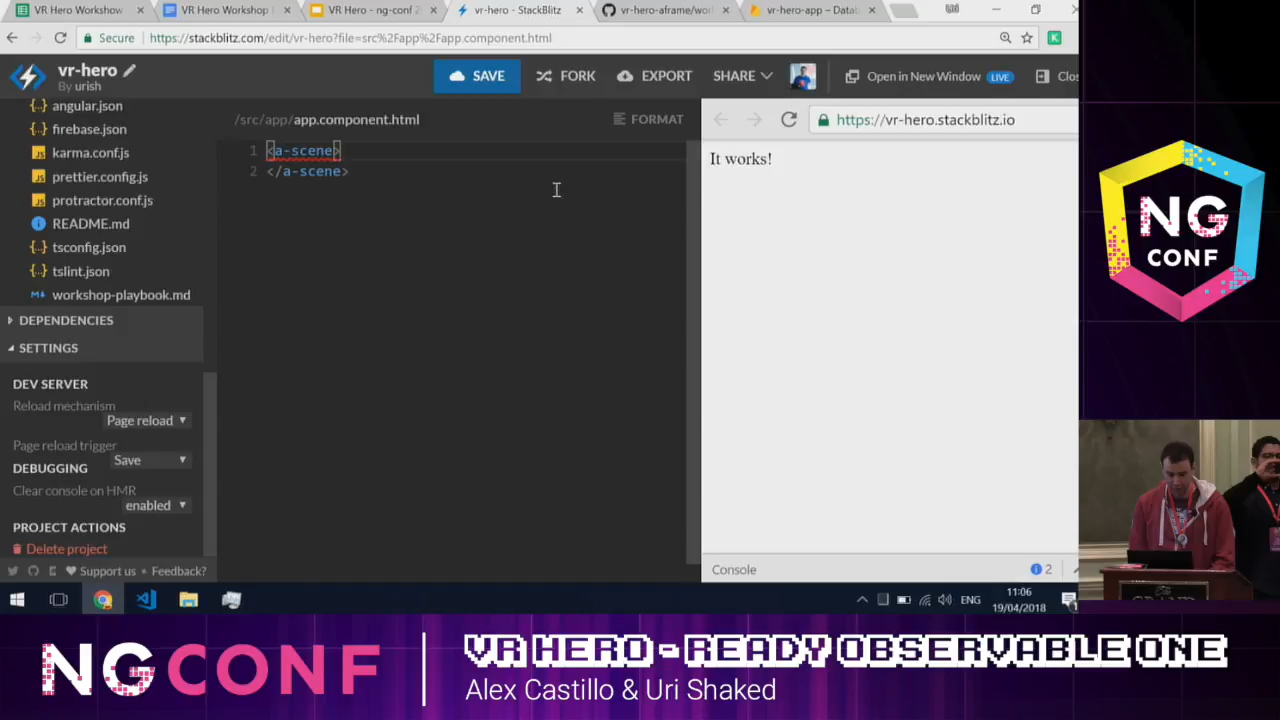 VR Hero Workshow
VR Hero Workshop
VR Hero - ng-conf 2
vr-hero - StackBlitz
vr-hero-aframe/wor
vr-hero-app – Datab
Secure
https://stackblitz.com/edit/vr-hero?file=src%2Fapp%2Fapp.component.html
K
vr-hero
By urish
SAVE
FORK
EXPORT
SHARE
Open in New Window
LIVE
Clos
angular.json
firebase.json
karma.conf.js
prettier.config.js
protractor.conf.js
README.md
tsconfig.json
tslint.json
workshop-playbook.md
DEPENDENCIES
SETTINGS
DEV SERVER
Reload mechanism
Page reload
Page reload trigger
Save
DEBUGGING
Clear console on HMR
enabled
PROJECT ACTIONS
Delete project
Support us • Feedback?
/src/app/app.component.html
FORMAT
1 <a-scene>
2 </a-scene>
https://vr-hero.stackblitz.io
It works!
Console
2
ENG
11:06
19/04/2018
NG
CONF
NGCONF
VR HERO - READY OBSERVABLE ONE
Alex Castillo & Uri Shaked